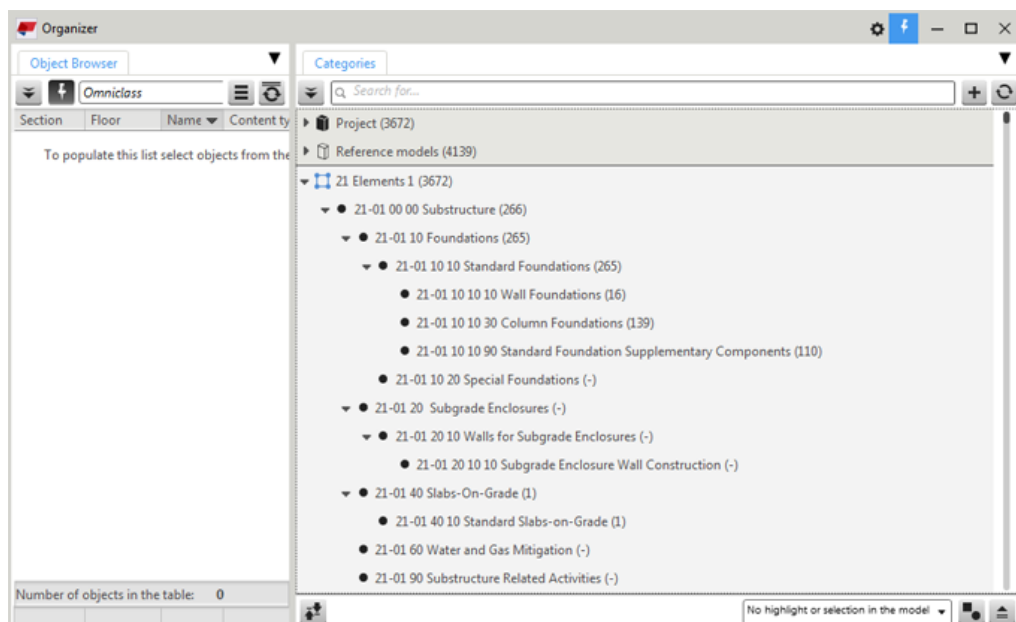 Organizer
Object Browser
Categories
Omniclass
Search for...
Section Floor Name Content ty
To populate this list select objects from the
Project (3672)
Reference models (4139)
21 Elements 1 (3672)
21-01 00 00 Substructure (266)
21-01 10 Foundations (265)
21-01 10 10 Standard Foundations (265)
21-01 10 10 10 Wall Foundations (16)
21-01 10 10 30 Column Foundations (139)
21-01 10 10 90 Standard Foundation Supplementary Components (110)
21-01 10 20 Special Foundations (-)
21-01 20 Subgrade Enclosures (-)
21-01 20 10 Walls for Subgrade Enclosures (-)
21-01 20 10 10 Subgrade Enclosure Wall Construction (-)
21-01 40 Slabs-On-Grade (1)
21-01 40 10 Standard Slabs-on-Grade (1)
21-01 60 Water and Gas Mitigation (-)
21-01 90 Substructure Related Activities (-)
Number of objects in the table: 0
No highlight or selection in the model